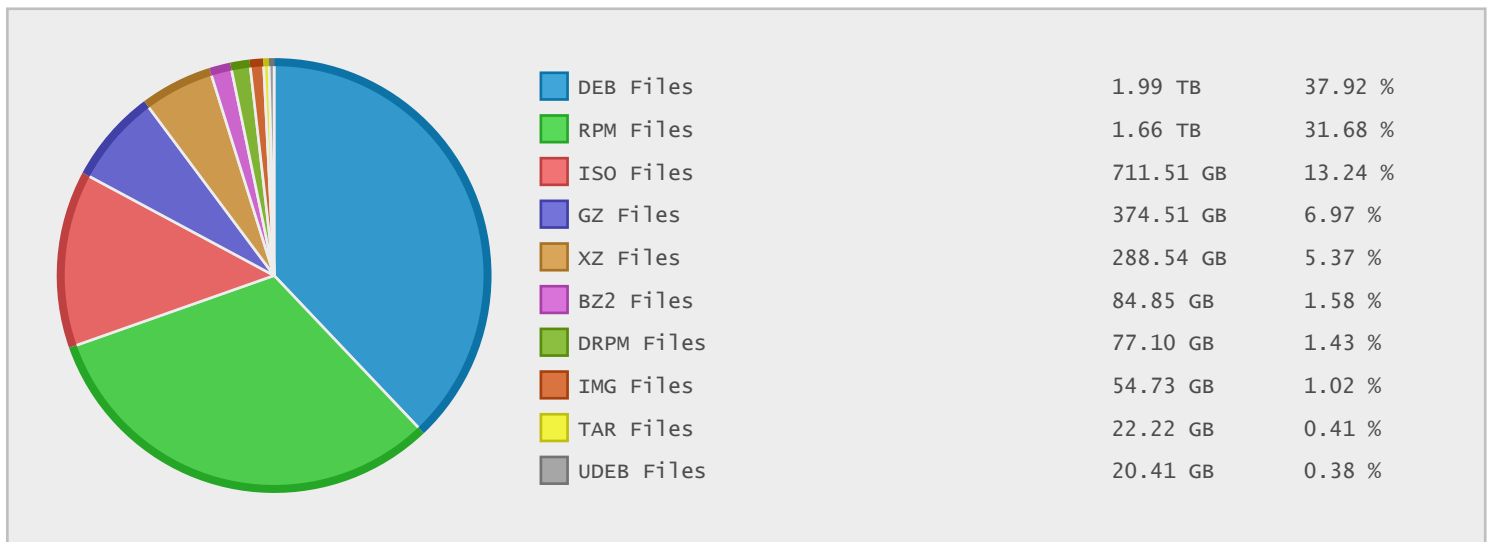 DEB Files 1.99 TB 37.92 %
RPM Files 1.66 TB 31.68 %
ISO Files 711.51 GB 13.24 %
GZ Files 374.51 GB 6.97 %
XZ Files 288.54 GB 5.37 %
BZ2 Files 84.85 GB 1.58 %
DRPM Files 77.10 GB 1.43 %
IMG Files 54.73 GB 1.02 %
TAR Files 22.22 GB 0.41 %
UDEB Files 20.41 GB 0.38 %